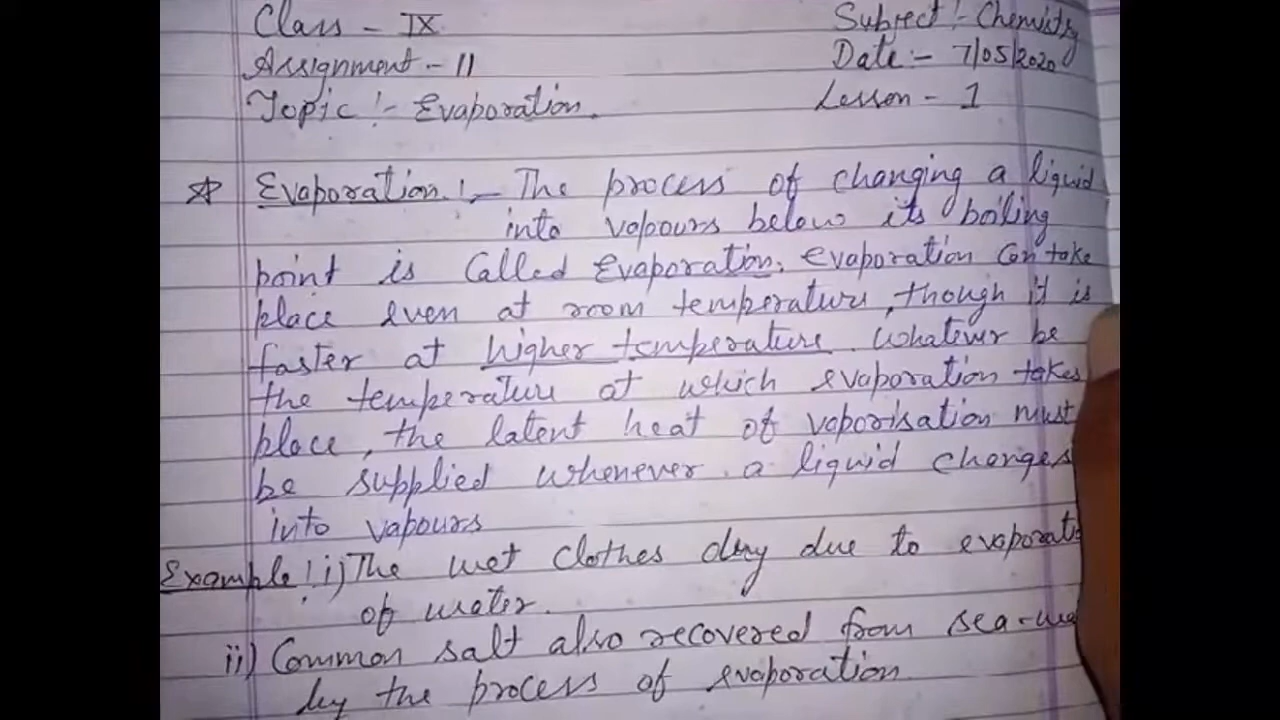 Class - IX
Subject :- Chemistry
Assignment - 11
Date :- 7/05/2020
Topic :- Evaporation.
Lesson - 1
☆ Evaporation :- The process of changing a liquid
into vapours below its boiling
point is called Evaporation. Evaporation can take
place even at room temperature, though it is
faster at higher temperature. Whatever be
the temperature at which evaporation takes
place, the latent heat of vaporisation must
be supplied whenever a liquid changes
into vapours
Example : i) The wet clothes dry due to
of water.
ii) Common salt also recovered from
by the process of evaporation